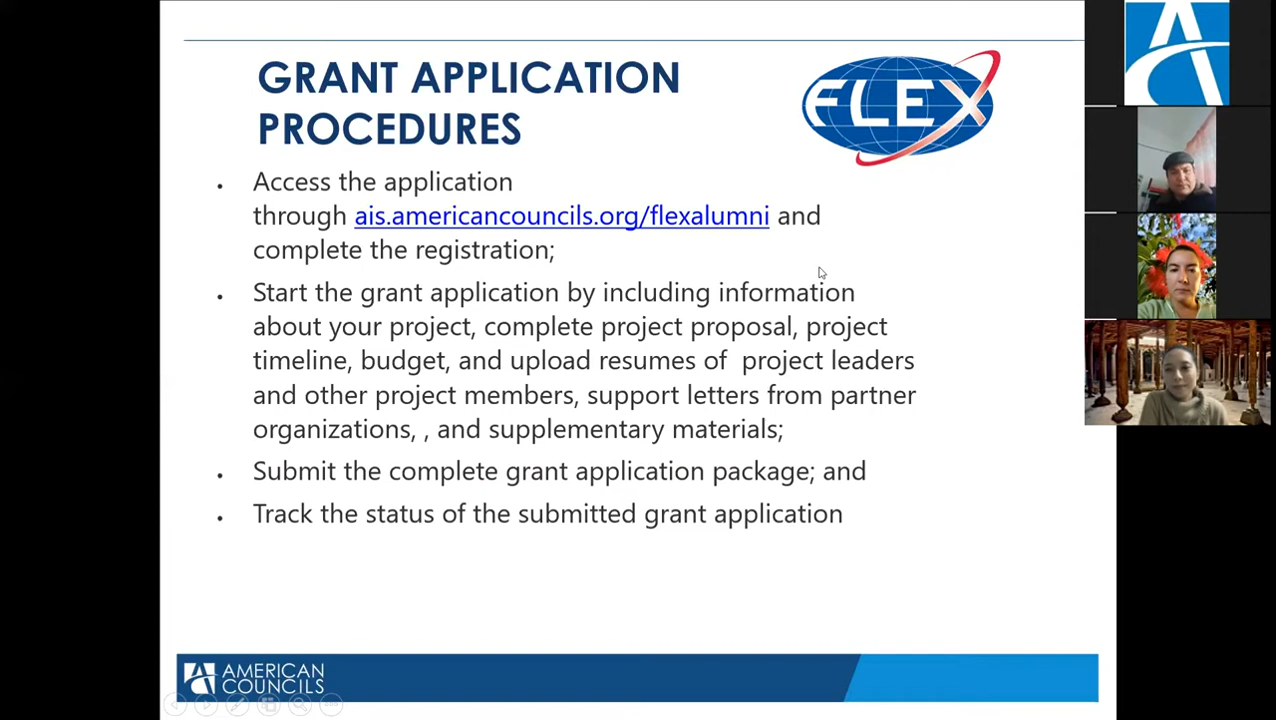 GRANT APPLICATION
PROCEDURES
FLEX
• Access the application
through ais.americancouncils.org/flexalumni and
complete the registration;
• Start the grant application by including information
about your project, complete project proposal, project
timeline, budget, and upload resumes of project leaders
and other project members, support letters from partner
organizations, , and supplementary materials;
• Submit the complete grant application package; and
• Track the status of the submitted grant application
AMERICAN
COUNCILS